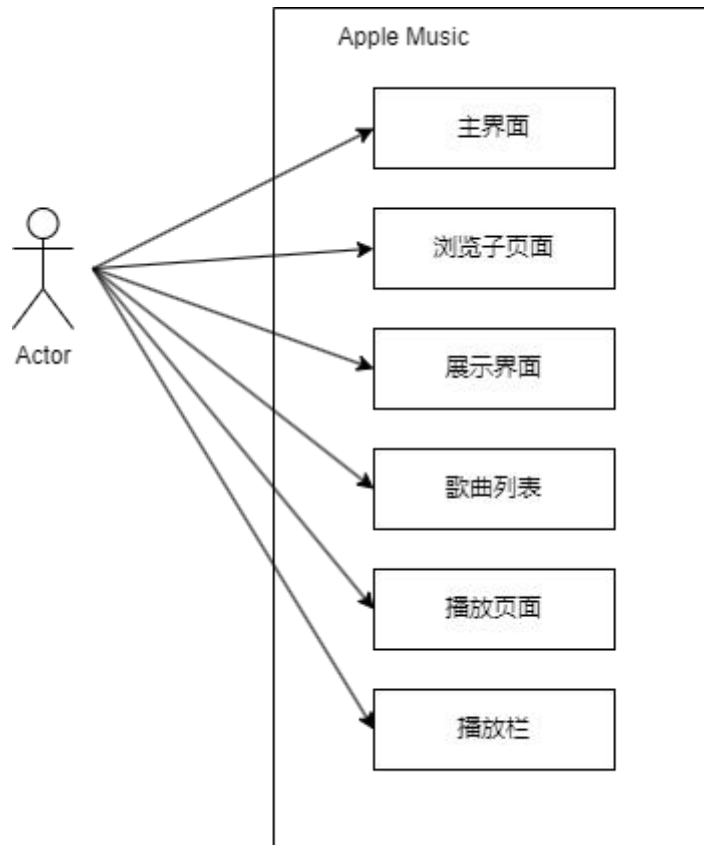 Apple Music
主界面
浏览子页面
Actor
展示界面
歌曲列表
播放页面
播放栏